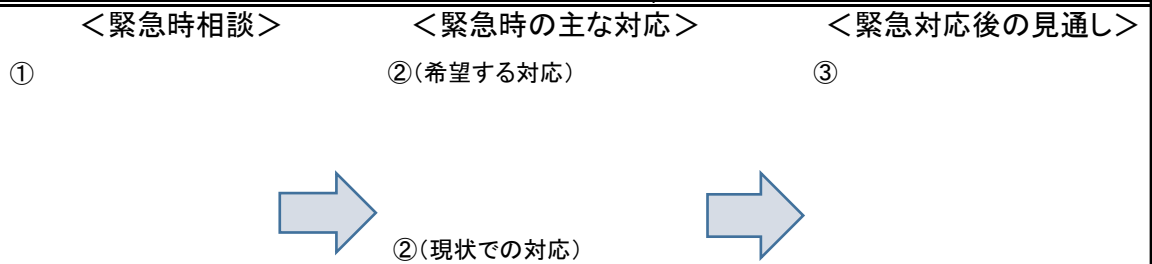 ＜緊急時相談＞
＜緊急時の主な対応＞
＜緊急対応後の見通し＞
①
②（希望する対応）
③
②（現状での対応）